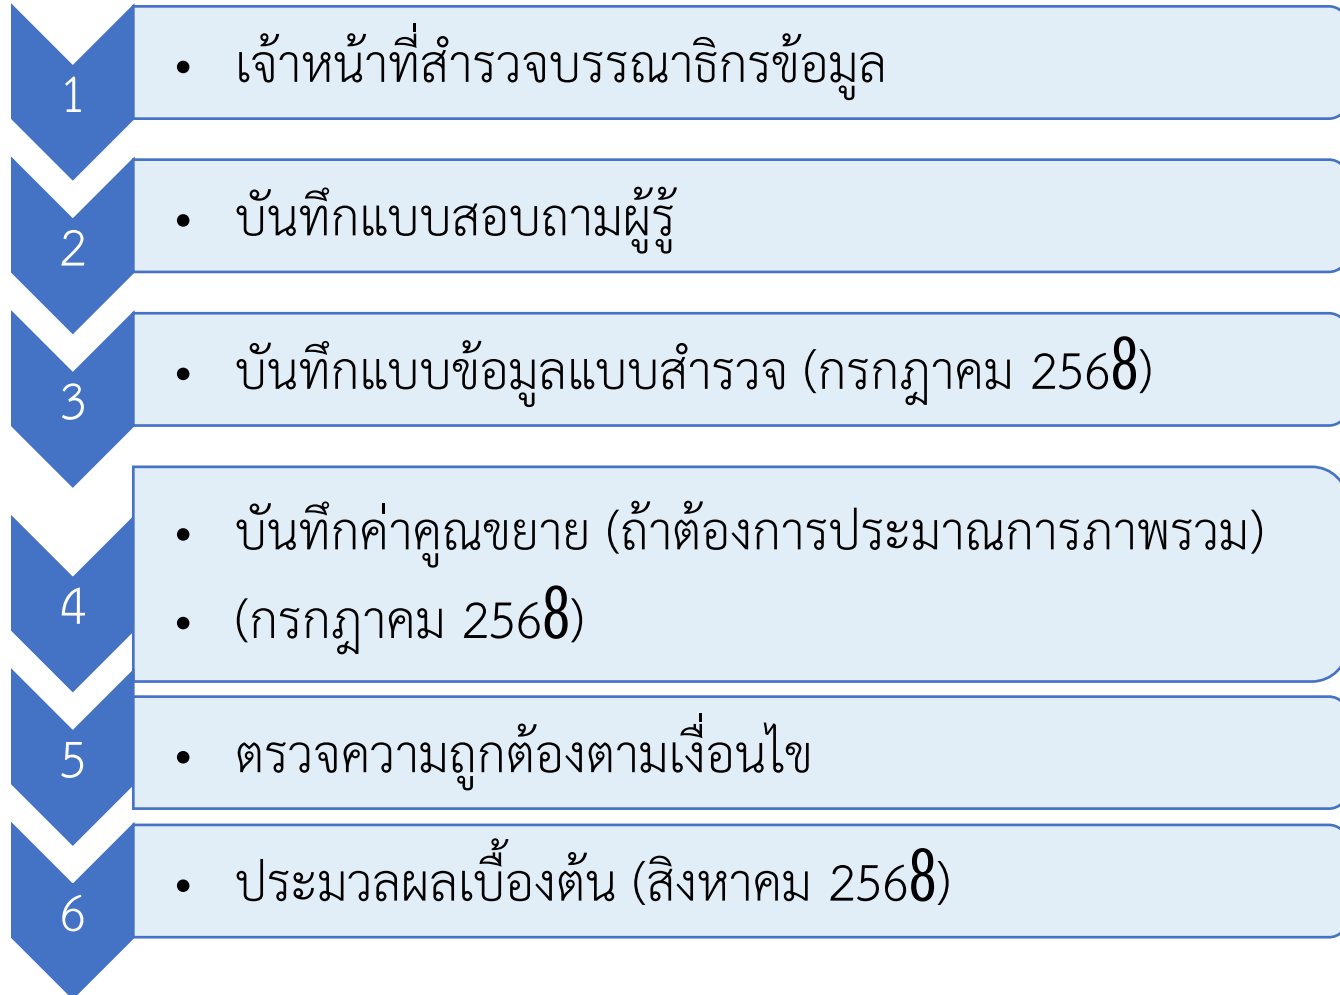 1
• เจ้าหน้าที่สำรวจบรรณาธิกรข้อมูล
2
• บันทึกแบบสอบถามผู้รู้
3
• บันทึกแบบข้อมูลแบบสำรวจ (กรกฎาคม 2568)
4
• บันทึกค่าคูณขยาย (ถ้าต้องการประมาณการภาพรวม)
• (กรกฎาคม 2568)
5
• ตรวจความถูกต้องตามเงื่อนไข
6
• ประมวลผลเบื้องต้น (สิงหาคม 2568)